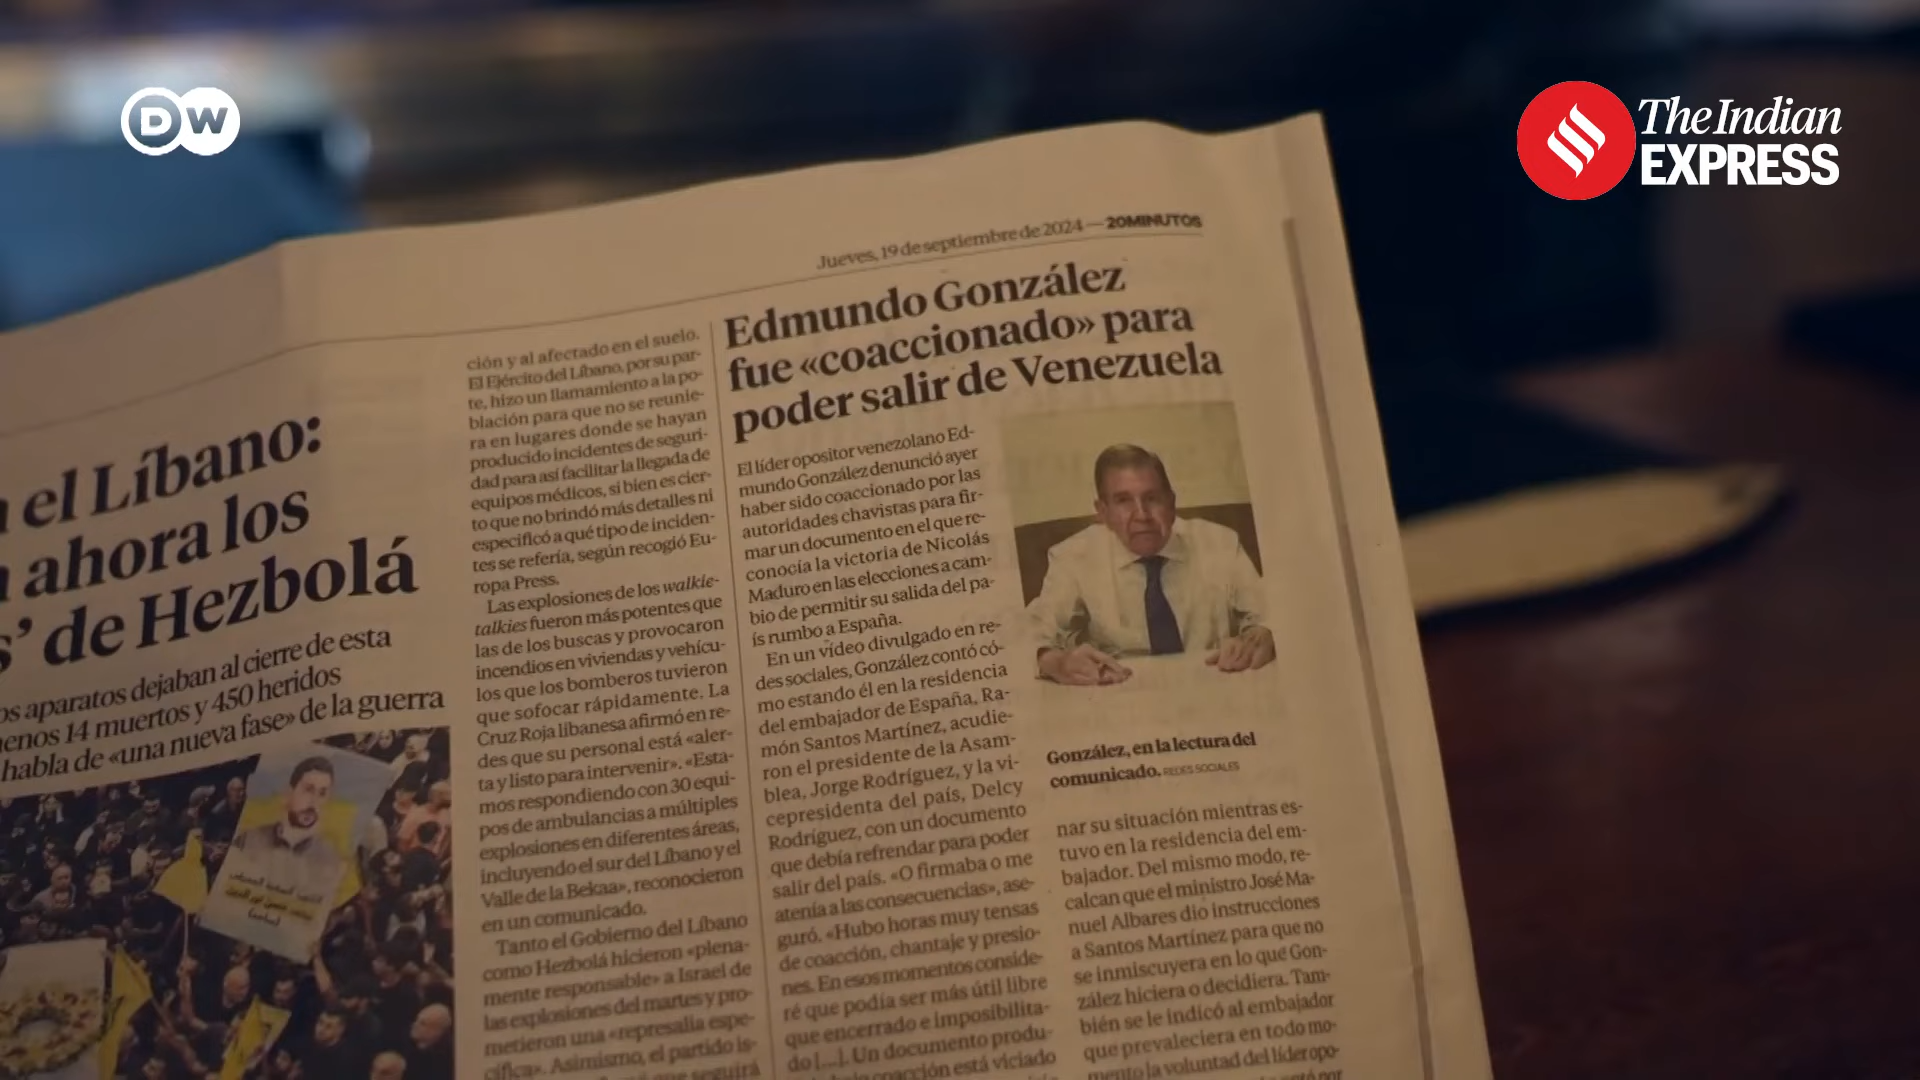 DW
The Indian
EXPRESS
Jueves, 19 de septiembre de 2024 — 20MINUTOS
el Líbano:
ahora los
' de Hezbolá
os aparatos dejaban al cierre de esta
menos 14 muertos y 450 heridos
habla de «una nueva fase» de la guerra
ción y al afectado en el suelo.
El Ejército del Líbano, por su par-
te, hizo un llamamiento a la po-
blación para que no se reunie-
ra en lugares donde se hayan
producido incidentes de seguri-
dad para así facilitar la llegada de
equipos médicos, si bien es cier-
to que no brindó más detalles ni
especificó a qué tipo de inciden-
tes se refería, según recogió Eu-
ropa Press.
Las explosiones de los walkie-
talkies fueron más potentes que
las de los buscas y provocaron
incendios en viviendas y vehícu-
los que los bomberos tuvieron
que sofocar rápidamente. La
Cruz Roja libanesa afirmó en re-
des que su personal está «aler-
ta y listo para intervenir». «Esta-
mos respondiendo con 30 equi-
pos de ambulancias a múltiples
explosiones en diferentes áreas,
incluyendo el sur del Líbano y el
Valle de la Bekaa», reconocieron
en un comunicado.
Tanto el Gobierno del Líbano
como Hezbolá hicieron «plena-
mente responsable» a Israel de
las explosiones del martes y pro-
metieron una «represalia espe-
cífica». Asimismo, el partido is-
que seguirá
Edmundo González
fue «coaccionado» para
poder salir de Venezuela
El líder opositor venezolano Ed-
mundo González denunció ayer
haber sido coaccionado por las
autoridades chavistas para fir-
mar un documento en el que re-
conocía la victoria de Nicolás
Maduro en las elecciones a cam-
bio de permitir su salida del pa-
ís rumbo a España.
En un vídeo divulgado en re-
des sociales, González contó có-
mo estando él en la residencia
del embajador de España, Ra-
món Santos Martínez, acudie-
ron el presidente de la Asam-
blea, Jorge Rodríguez, y la vi-
cepresidenta del país, Delcy
Rodríguez, con un documento
que debía refrendar para poder
salir del país. «O firmaba o me
atenía a las consecuencias», ase-
guró. «Hubo horas muy tensas
de coacción, chantaje y presio-
nes. En esos momentos conside-
ré que podía ser más útil libre
que encerrado e imposibilita-
do [...]. Un documento produ-
coacción está viciado
González, en la lectura del
comunicado. REDES SOCIALES
nar su situación mientras es-
tuvo en la residencia del em-
bajador. Del mismo modo, re-
calcan que el ministro José Ma-
nuel Albares dio instrucciones
a Santos Martínez para que no
se inmiscuyera en lo que Gon-
zález hiciera o decidiera. Tam-
bién se le indicó al embajador
que prevaleciera en todo mo-
mento la voluntad del líder opo-